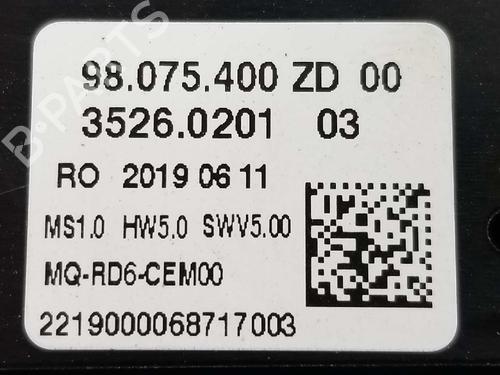 98.075.400 ZD 00
3526.0201 03
RO 2019 06 11
MS1.0 HW5.0 SWV5.00
MQ-RD6-CEM00
2219000068717003
B-PARTS